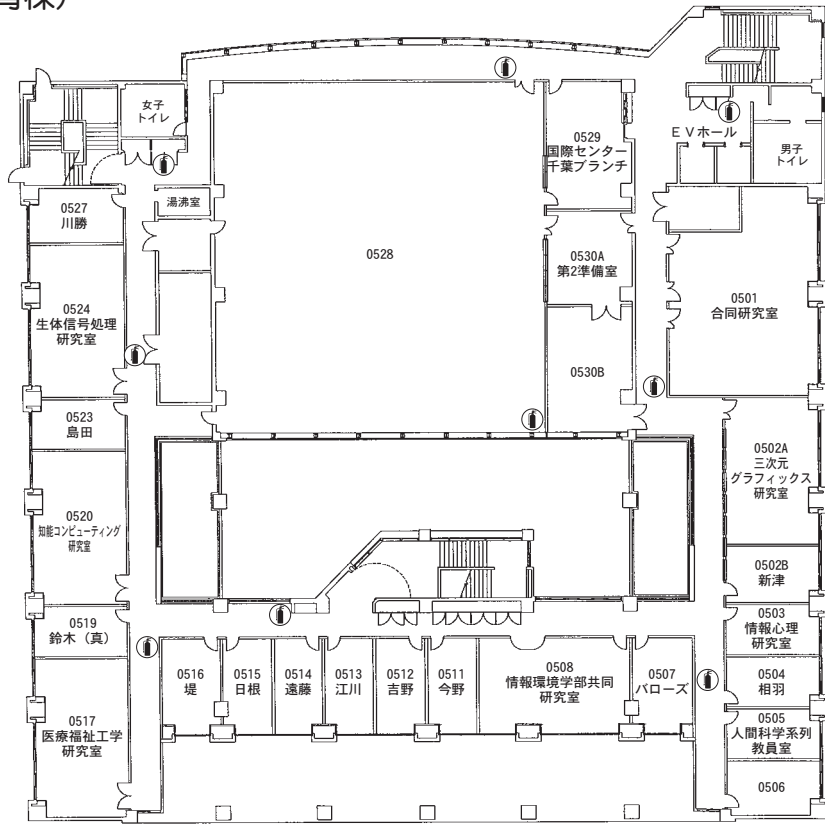 女子
トイレ
0529
国際センター
千葉ブランチ
EVホール
男子
トイレ
湯沸室
0527
川勝
0528
0530A
第2準備室
0501
合同研究室
0524
生体信号処理
研究室
0530B
0523
島田
0502A
三次元
グラフィックス
研究室
0520
知能コンピューティング
研究室
0502B
新津
0519
鈴木（真）
0503
情報心理
研究室
0516
堤
0515
日根
0514
遠藤
0513
江川
0512
吉野
0511
今野
0508
情報環境学部共同
研究室
0507
バローズ
0504
相羽
0517
医療福祉工学
研究室
0505
人間科学系列
教員室
0506